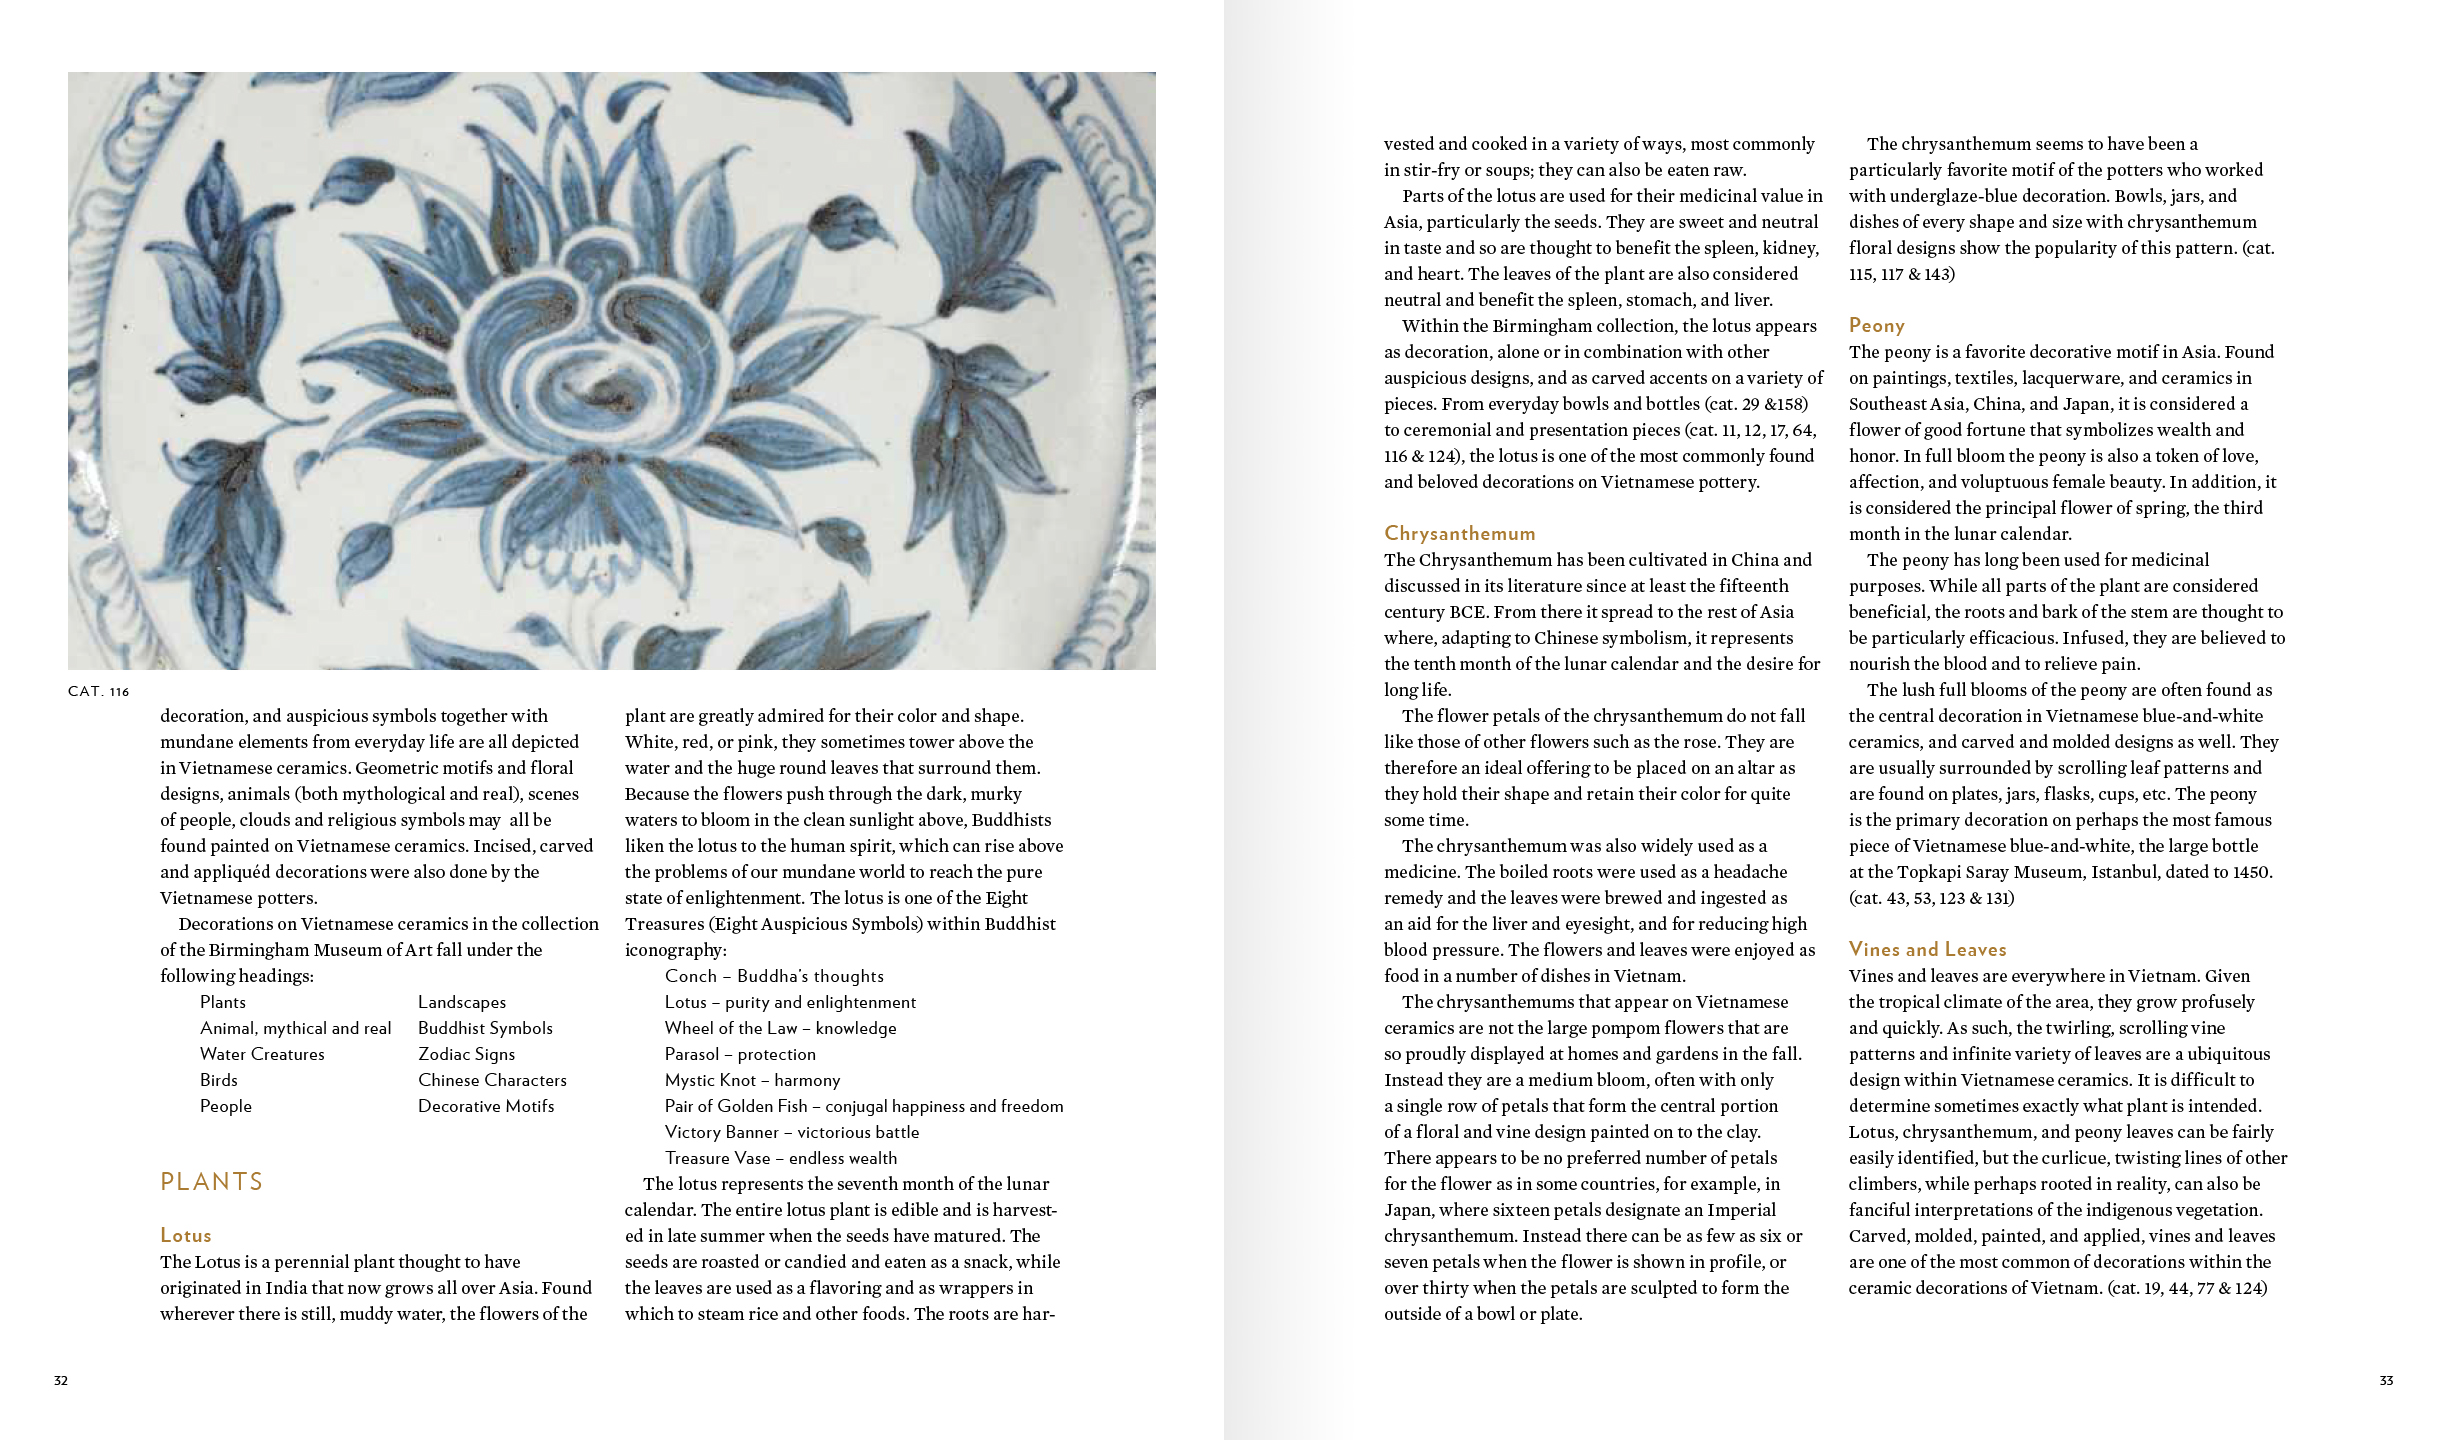 CAT. 116
decoration, and auspicious symbols together with
mundane elements from everyday life are all depicted
in Vietnamese ceramics. Geometric motifs and floral
designs, animals (both mythological and real), scenes
of people, clouds and religious symbols may all be
found painted on Vietnamese ceramics. Incised, carved
and appliquéd decorations were also done by the
Vietnamese potters.
Decorations on Vietnamese ceramics in the collection
of the Birmingham Museum of Art fall under the
following headings:
Plants
Animal, mythical and real
Water Creatures
Birds
People
Landscapes
Buddhist Symbols
Zodiac Signs
Chinese Characters
Decorative Motifs
PLANTS
Lotus
The Lotus is a perennial plant thought to have
originated in India that now grows all over Asia. Found
wherever there is still, muddy water, the flowers of the
plant are greatly admired for their color and shape.
White, red, or pink, they sometimes tower above the
water and the huge round leaves that surround them.
Because the flowers push through the dark, murky
waters to bloom in the clean sunlight above, Buddhists
liken the lotus to the human spirit, which can rise above
the problems of our mundane world to reach the pure
state of enlightenment. The lotus is one of the Eight
Treasures (Eight Auspicious Symbols) within Buddhist
iconography:
Conch – Buddha's thoughts
Lotus – purity and enlightenment
Wheel of the Law – knowledge
Parasol – protection
Mystic Knot – harmony
Pair of Golden Fish – conjugal happiness and freedom
Victory Banner – victorious battle
Treasure Vase – endless wealth
The lotus represents the seventh month of the lunar
calendar. The entire lotus plant is edible and is harvest-
ed in late summer when the seeds have matured. The
seeds are roasted or candied and eaten as a snack, while
the leaves are used as a flavoring and as wrappers in
which to steam rice and other foods. The roots are har-
32
vested and cooked in a variety of ways, most commonly
in stir-fry or soups; they can also be eaten raw.
Parts of the lotus are used for their medicinal value in
Asia, particularly the seeds. They are sweet and neutral
in taste and so are thought to benefit the spleen, kidney,
and heart. The leaves of the plant are also considered
neutral and benefit the spleen, stomach, and liver.
Within the Birmingham collection, the lotus appears
as decoration, alone or in combination with other
auspicious designs, and as carved accents on a variety of
pieces. From everyday bowls and bottles (cat. 29 &158)
to ceremonial and presentation pieces (cat. 11, 12, 17, 64,
116 & 124), the lotus is one of the most commonly found
and beloved decorations on Vietnamese pottery.
Chrysanthemum
The Chrysanthemum has been cultivated in China and
discussed in its literature since at least the fifteenth
century BCE. From there it spread to the rest of Asia
where, adapting to Chinese symbolism, it represents
the tenth month of the lunar calendar and the desire for
long life.
The flower petals of the chrysanthemum do not fall
like those of other flowers such as the rose. They are
therefore an ideal offering to be placed on an altar as
they hold their shape and retain their color for quite
some time.
The chrysanthemum was also widely used as a
medicine. The boiled roots were used as a headache
remedy and the leaves were brewed and ingested as
an aid for the liver and eyesight, and for reducing high
blood pressure. The flowers and leaves were enjoyed as
food in a number of dishes in Vietnam.
The chrysanthemums that appear on Vietnamese
ceramics are not the large pompom flowers that are
so proudly displayed at homes and gardens in the fall.
Instead they are a medium bloom, often with only
a single row of petals that form the central portion
of a floral and vine design painted on to the clay.
There appears to be no preferred number of petals
for the flower as in some countries, for example, in
Japan, where sixteen petals designate an Imperial
chrysanthemum. Instead there can be as few as six or
seven petals when the flower is shown in profile, or
over thirty when the petals are sculpted to form the
outside of a bowl or plate.
The chrysanthemum seems to have been a
particularly favorite motif of the potters who worked
with underglaze-blue decoration. Bowls, jars, and
dishes of every shape and size with chrysanthemum
floral designs show the popularity of this pattern. (cat.
115, 117 & 143)
Peony
The peony is a favorite decorative motif in Asia. Found
on paintings, textiles, lacquerware, and ceramics in
Southeast Asia, China, and Japan, it is considered a
flower of good fortune that symbolizes wealth and
honor. In full bloom the peony is also a token of love,
affection, and voluptuous female beauty. In addition, it
is considered the principal flower of spring, the third
month in the lunar calendar.
The peony has long been used for medicinal
purposes. While all parts of the plant are considered
beneficial, the roots and bark of the stem are thought to
be particularly efficacious. Infused, they are believed to
nourish the blood and to relieve pain.
The lush full blooms of the peony are often found as
the central decoration in Vietnamese blue-and-white
ceramics, and carved and molded designs as well. They
are usually surrounded by scrolling leaf patterns and
are found on plates, jars, flasks, cups, etc. The peony
is the primary decoration on perhaps the most famous
piece of Vietnamese blue-and-white, the large bottle
at the Topkapi Saray Museum, Istanbul, dated to 1450.
(cat. 43, 53, 123 & 131)
Vines and Leaves
Vines and leaves are everywhere in Vietnam. Given
the tropical climate of the area, they grow profusely
and quickly. As such, the twirling, scrolling vine
patterns and infinite variety of leaves are a ubiquitous
design within Vietnamese ceramics. It is difficult to
determine sometimes exactly what plant is intended.
Lotus, chrysanthemum, and peony leaves can be fairly
easily identified, but the curlicue, twisting lines of other
climbers, while perhaps rooted in reality, can also be
fanciful interpretations of the indigenous vegetation.
Carved, molded, painted, and applied, vines and leaves
are one of the most common of decorations within the
ceramic decorations of Vietnam. (cat. 19, 44, 77 & 124)
33